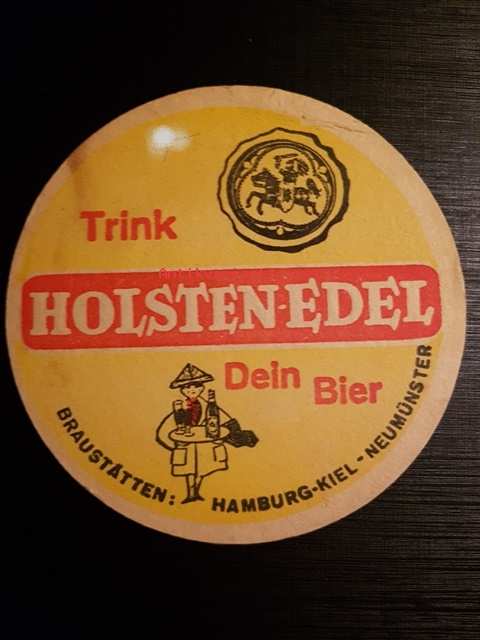 Trink
HOLSTEN-EDEL
Dein Bier
BRAUSTÄTTEN: HAMBURG-KIEL-NEUMÜNSTER